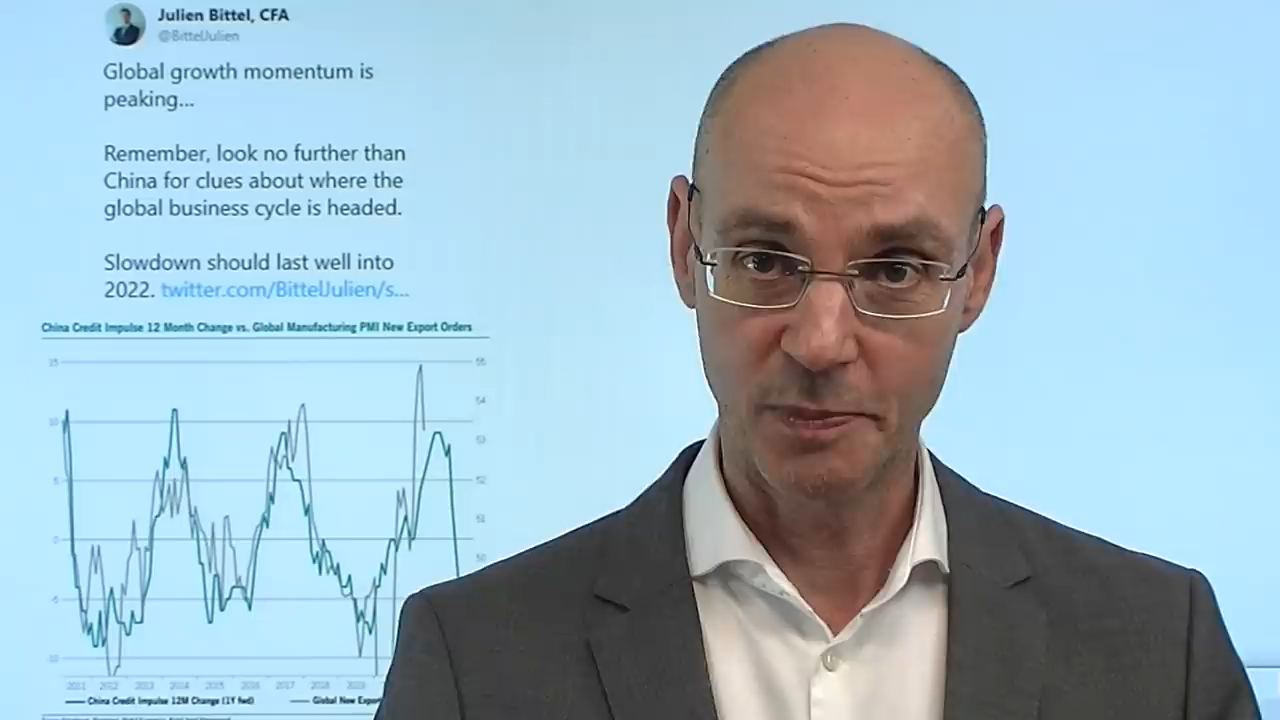 Julien Bittel, CFA
@BittelJulien
Global growth momentum is
peaking...
Remember, look no further than
China for clues about where the
global business cycle is headed.
Slowdown should last well into
2022. twitter.com/BittelJulien/s...
China Credit Impulse 12 Month Change vs. Global Manufacturing PMI New Export Orders
15 55
54
10
53
5 52
51
0
50
-5
-10
2011 2012 2013 2014 2015 2016 2017 2018 2019
China Credit Impulse 12M Change (1Y fwd) Global New Expor